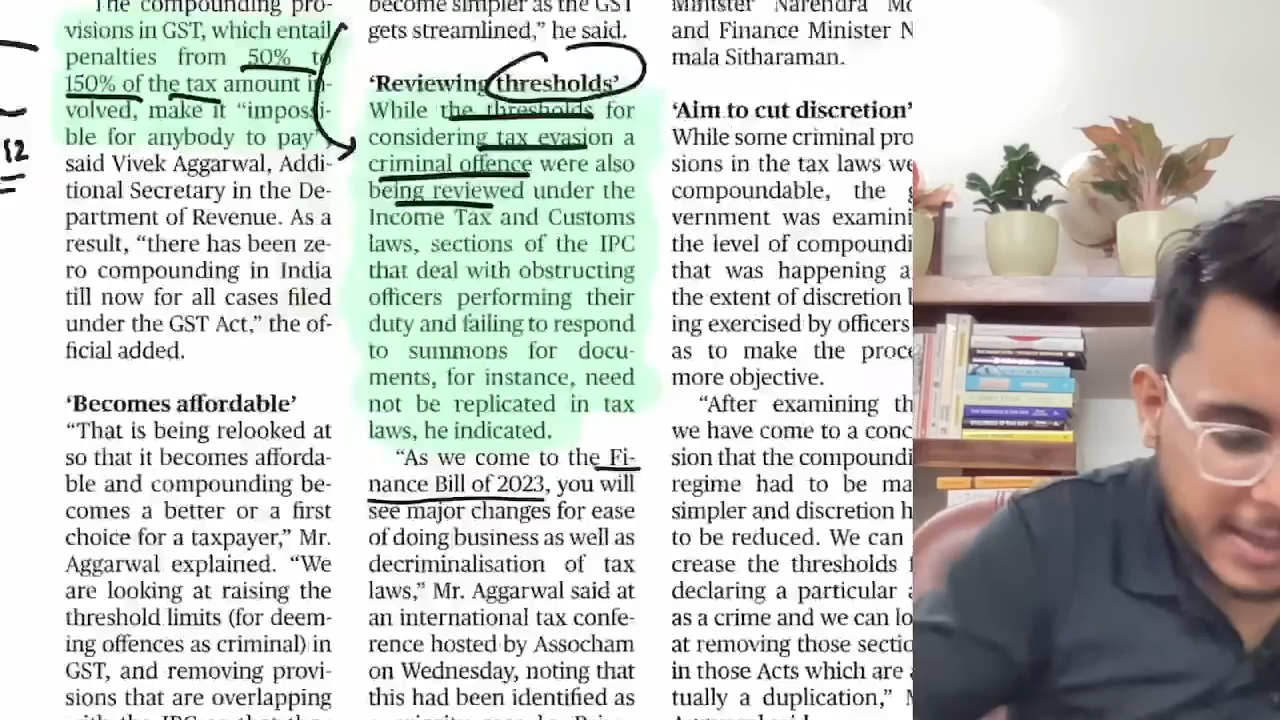 The compounding pro-
visions in GST, which entail
penalties from 50% to
150% of the tax amount in-
volved, make it “impossi-
ble for anybody to pay”,
said Vivek Aggarwal, Addi-
tional Secretary in the De-
partment of Revenue. As a
result, “there has been ze-
ro compounding in India
till now for all cases filed
under the GST Act,” the of-
ficial added.
‘Becomes affordable’
“That is being relooked at
so that it becomes afforda-
ble and compounding be-
comes a better or a first
choice for a taxpayer,” Mr.
Aggarwal explained. “We
are looking at raising the
threshold limits (for deem-
ing offences as criminal) in
GST, and removing provi-
sions that are overlapping
with the IPC so that
become simpler as the GST
gets streamlined,” he said.
‘Reviewing thresholds’
While the thresholds for
considering tax evasion a
criminal offence were also
being reviewed under the
Income Tax and Customs
laws, sections of the IPC
that deal with obstructing
officers performing their
duty and failing to respond
to summons for docu-
ments, for instance, need
not be replicated in tax
laws, he indicated.
“As we come to the Fi-
nance Bill of 2023, you will
see major changes for ease
of doing business as well as
decriminalisation of tax
laws,” Mr. Aggarwal said at
an international tax confe-
rence hosted by Assocham
on Wednesday, noting that
this had been identified as
Minister Narendra Mo
and Finance Minister N
mala Sitharaman.
‘Aim to cut discretion’
While some criminal pro
sions in the tax laws we
compoundable, the g
vernment was examini
the level of compoundi
that was happening a
the extent of discretion
ing exercised by officers
as to make the proce
more objective.
“After examining th
we have come to a conc
sion that the compoundi
regime had to be ma
simpler and discretion h
to be reduced. We can
crease the thresholds
declaring a particular a
as a crime and we can lo
at removing those sectio
in those Acts which are
tually a duplication,”
12